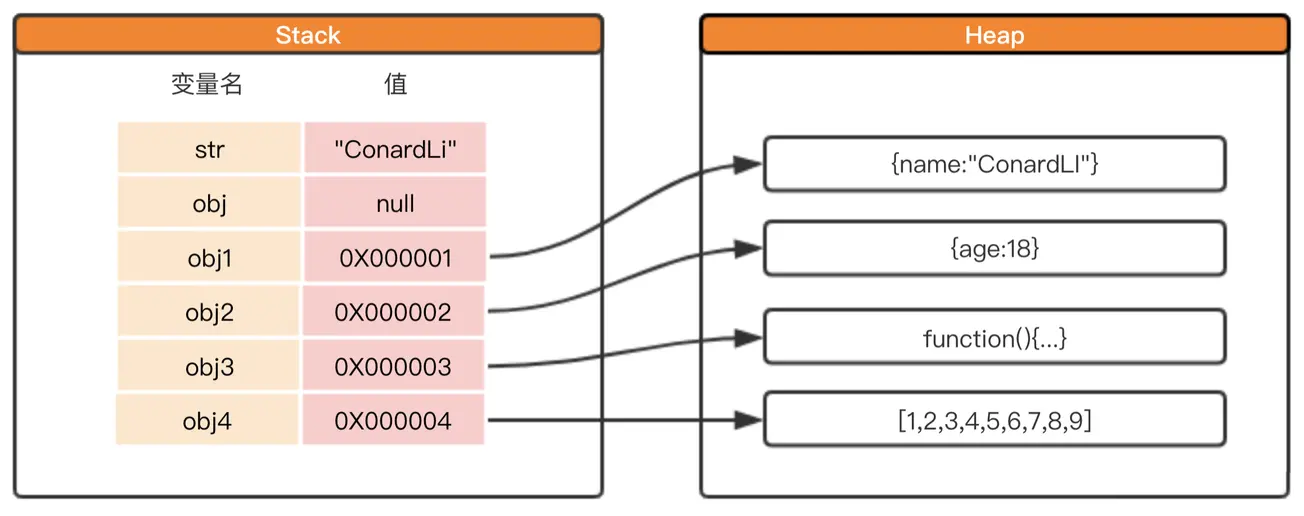 Stack
变量名 值
str "ConardLi"
obj null
obj1 0X000001
obj2 0X000002
obj3 0X000003
obj4 0X000004
Heap
{name:"ConardLI"}
{age:18}
function(){...}
[1,2,3,4,5,6,7,8,9]